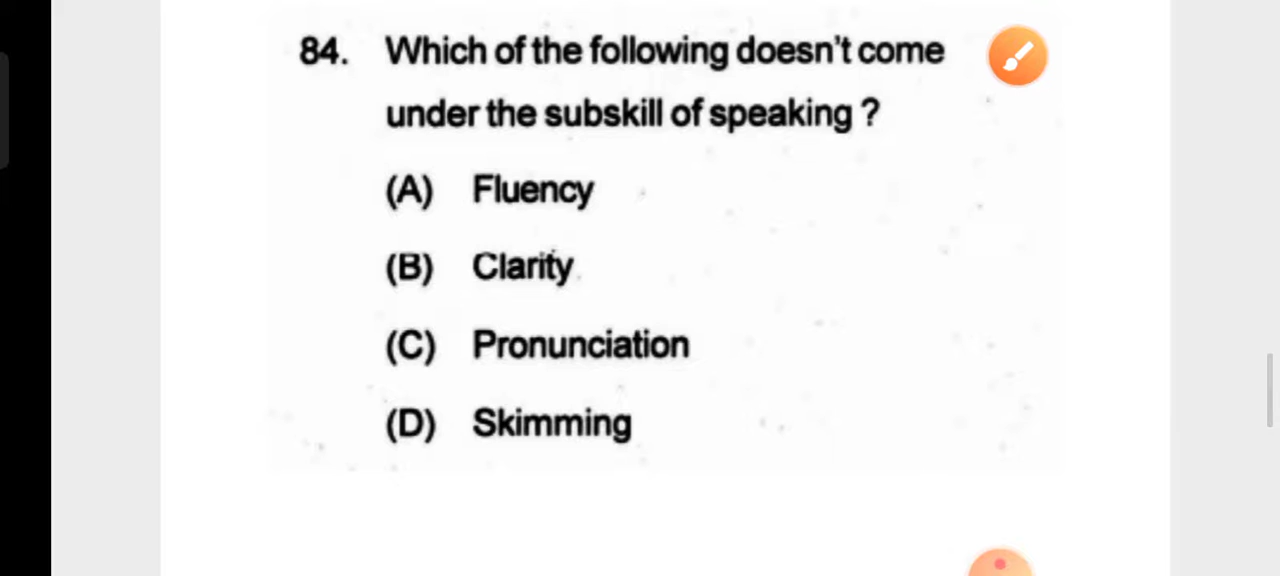 84. Which of the following doesn't come
under the subskill of speaking ?
(A) Fluency
(B) Clarity
(C) Pronunciation
(D) Skimming